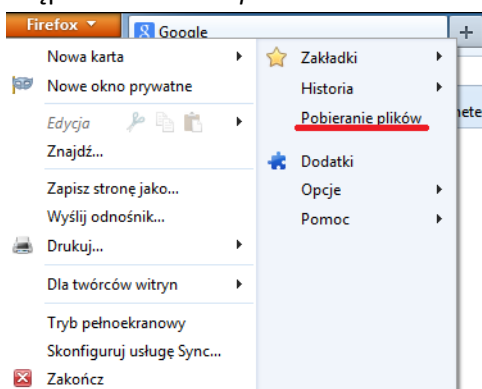 Firefox
Google
Nowa karta
Nowe okno prywatne
Edycja
Znajdź...
Zapisz stronę jako...
Wyślij odnośnik...
Drukuj...
Dla twórców witryn
Tryb pełnoekranowy
Skonfiguruj usługę Sync...
Zakończ
Zakładki
Historia
Pobieranie plików
Dodatki
Opcje
Pomoc